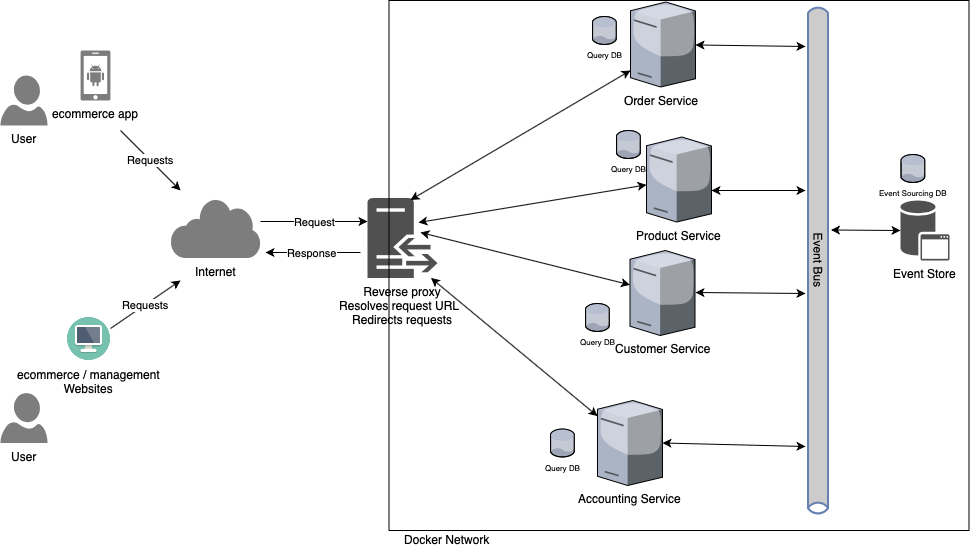 User
ecommerce app
Requests
Internet
Requests
ecommerce / management
Websites
User
Request
Response
Reverse proxy
Resolves request URL
Redirects requests
Query DB
Order Service
Query DB
Product Service
Query DB
Customer Service
Query DB
Accounting Service
Event Bus
Event Sourcing DB
Event Store
Docker Network